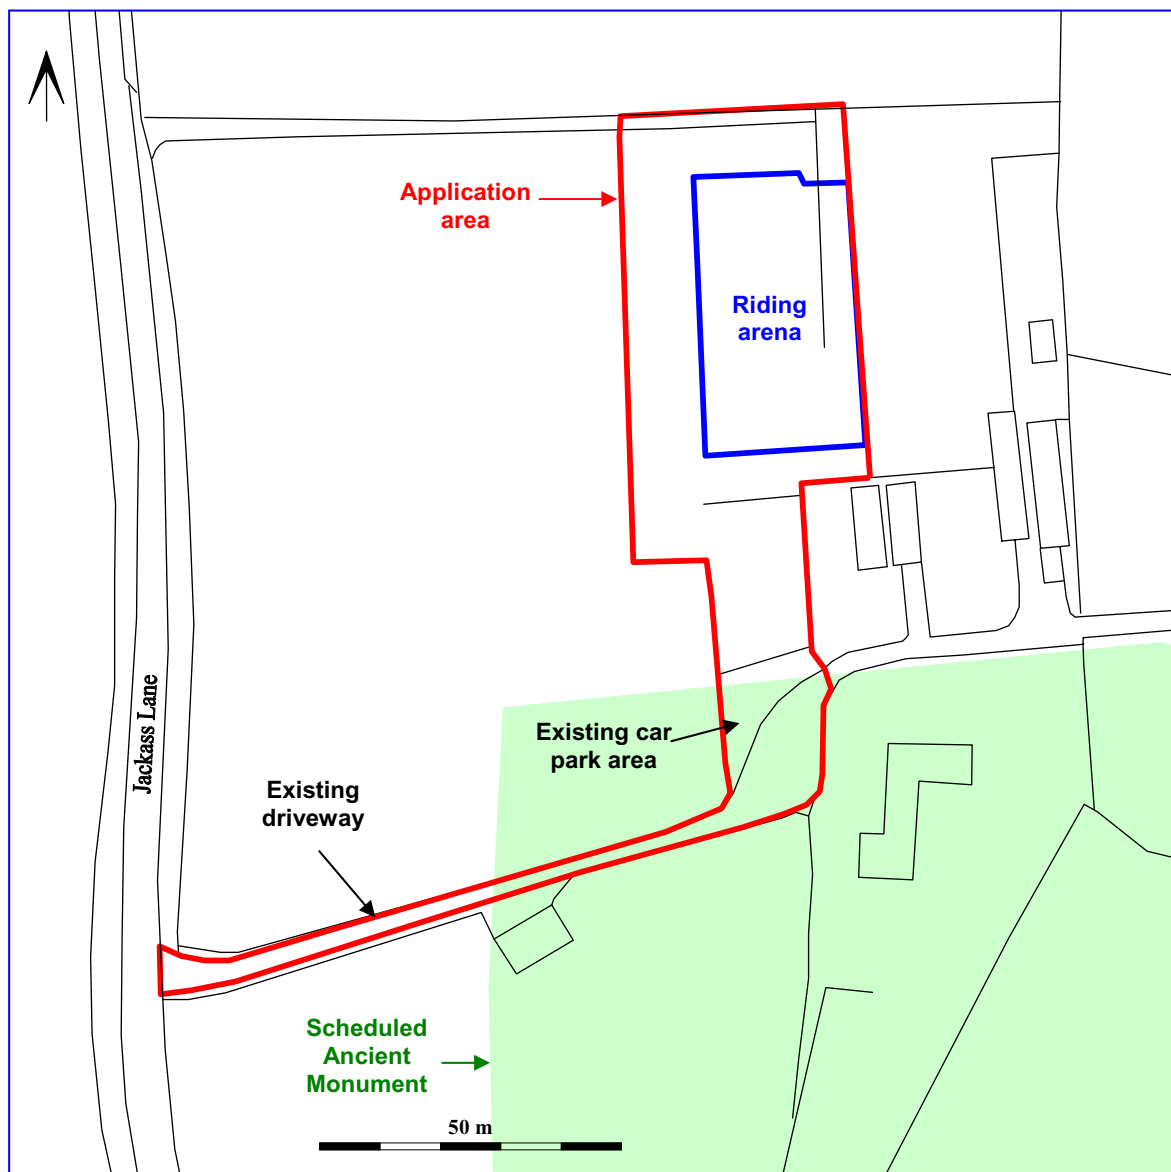 Application
area
Riding
arena
Existing car
park area
Jackass Lane
Existing
driveway
Scheduled
Ancient
Monument
50 m